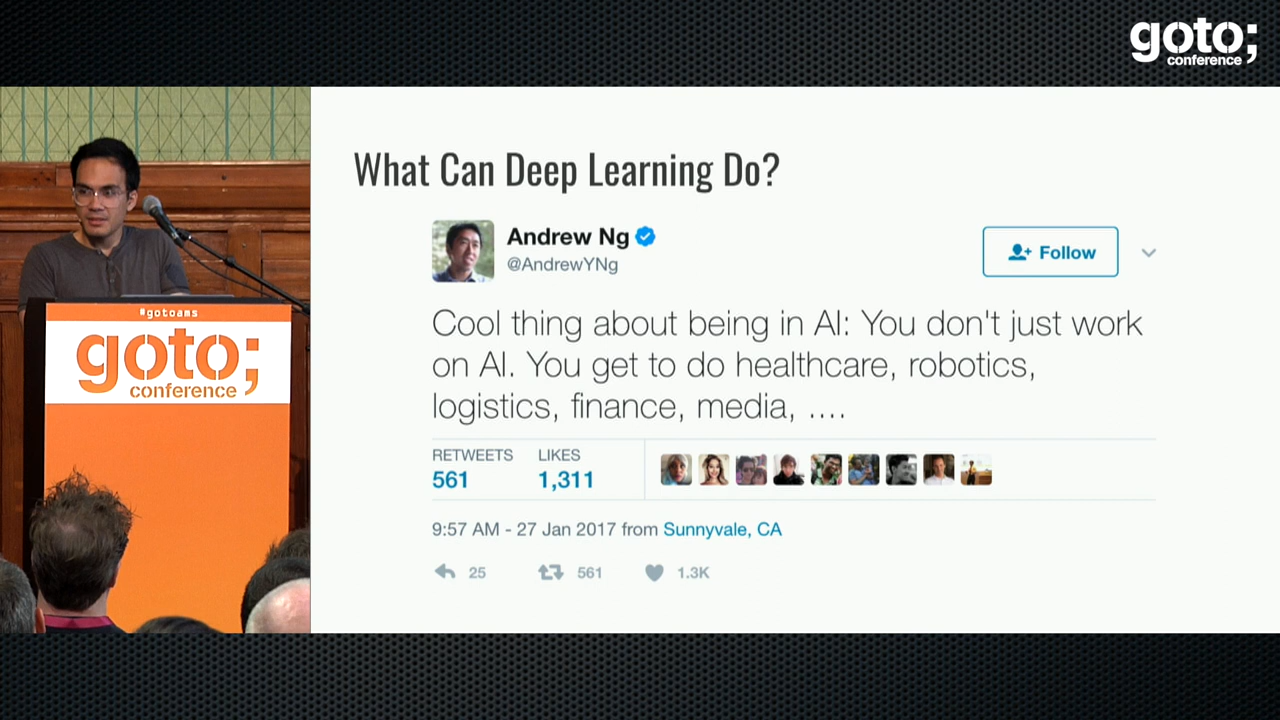 goto;
conference
What Can Deep Learning Do?
Andrew Ng
@AndrewYNg
Follow
Cool thing about being in AI: You don't just work
on AI. You get to do healthcare, robotics,
logistics, finance, media, ....
RETWEETS LIKES
561 1,311
9:57 AM - 27 Jan 2017 from Sunnyvale, CA
25 561 1.3K
#gotoams
goto;
conference